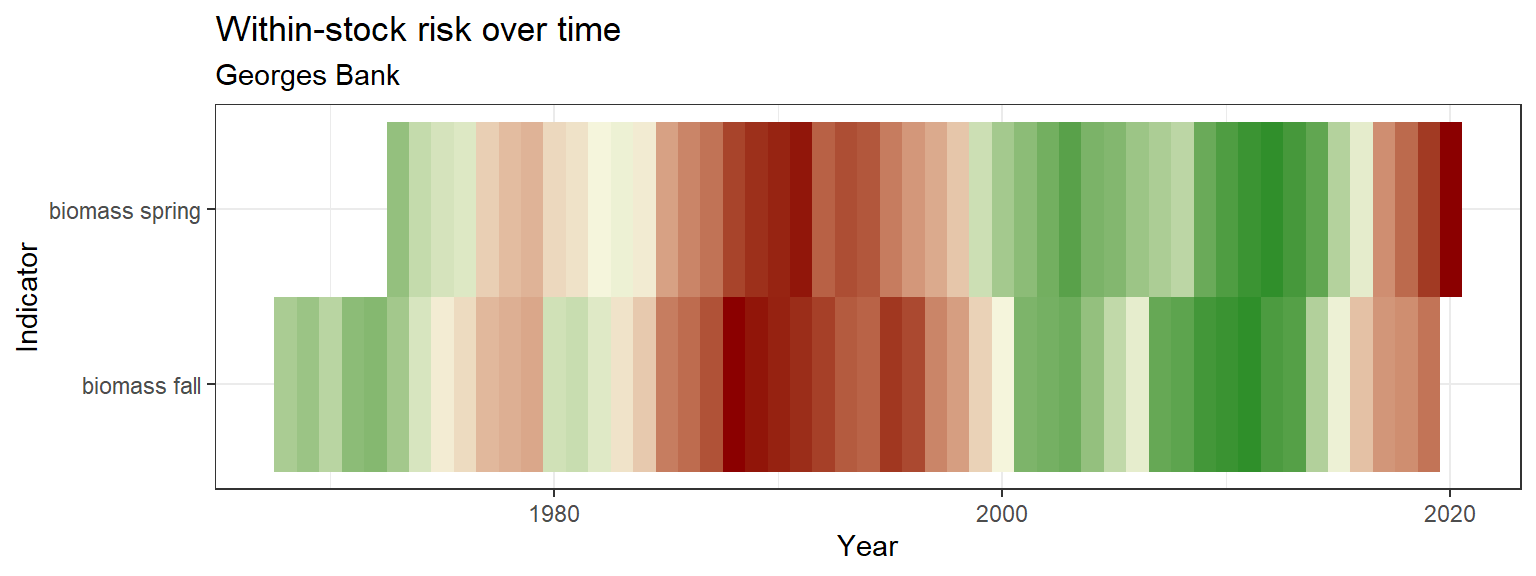 Within-stock risk over time
Georges Bank
biomass spring
biomass fall
Indicator
1980
2000
2020
Year